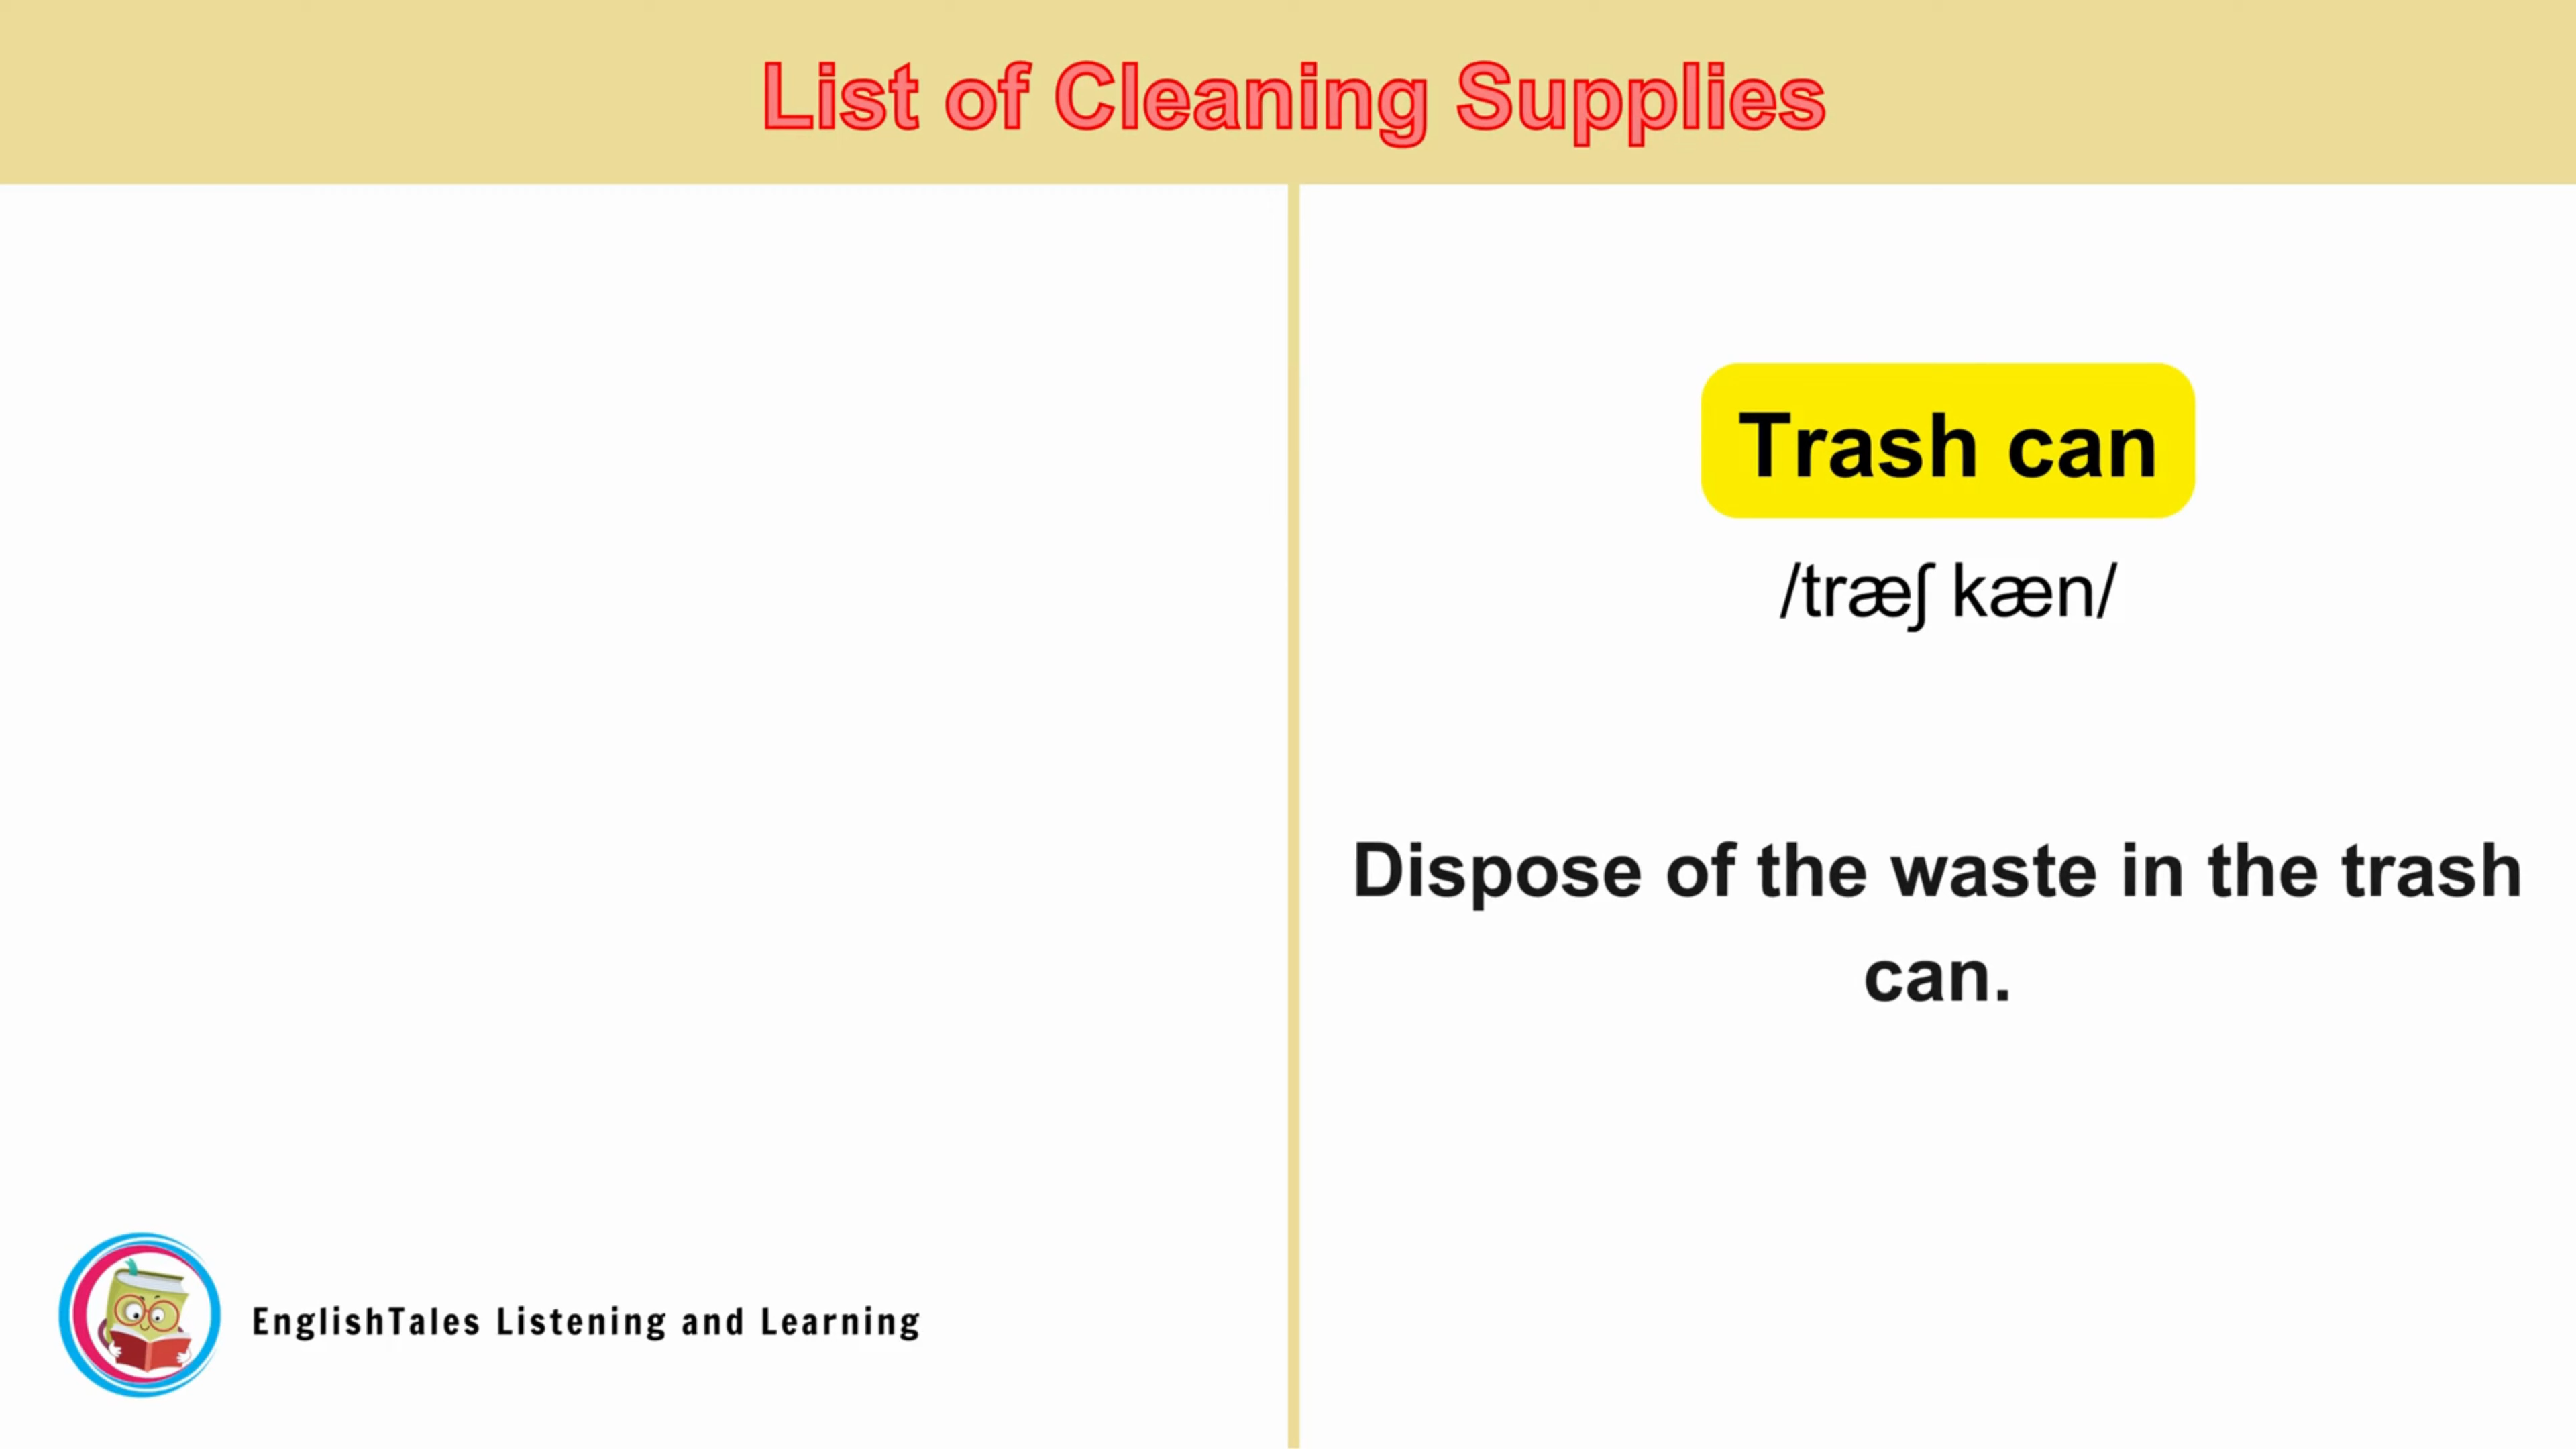 List of Cleaning Supplies
Trash can
/træʃ kæn/
Dispose of the waste in the trash
can.
EnglishTales Listening and Learning